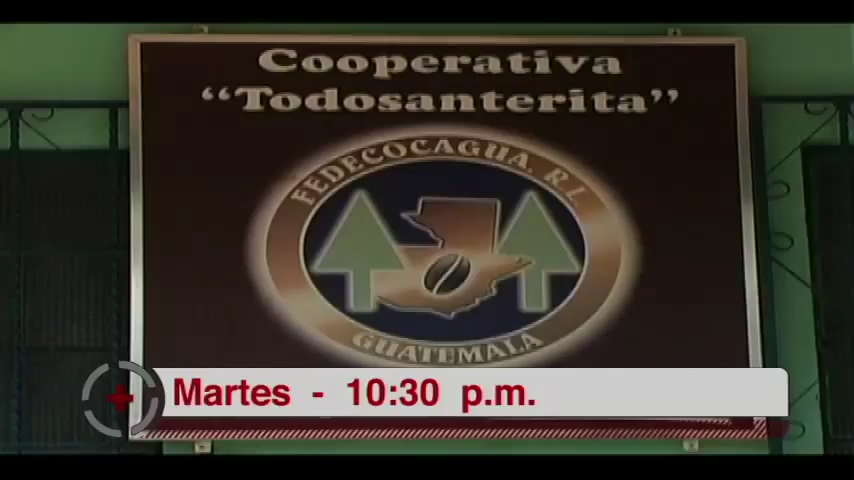 Cooperativa
“Todosanterita”
FEDECOCAGUA, R.L.
GUATEMALA
Martes - 10:30 p.m.